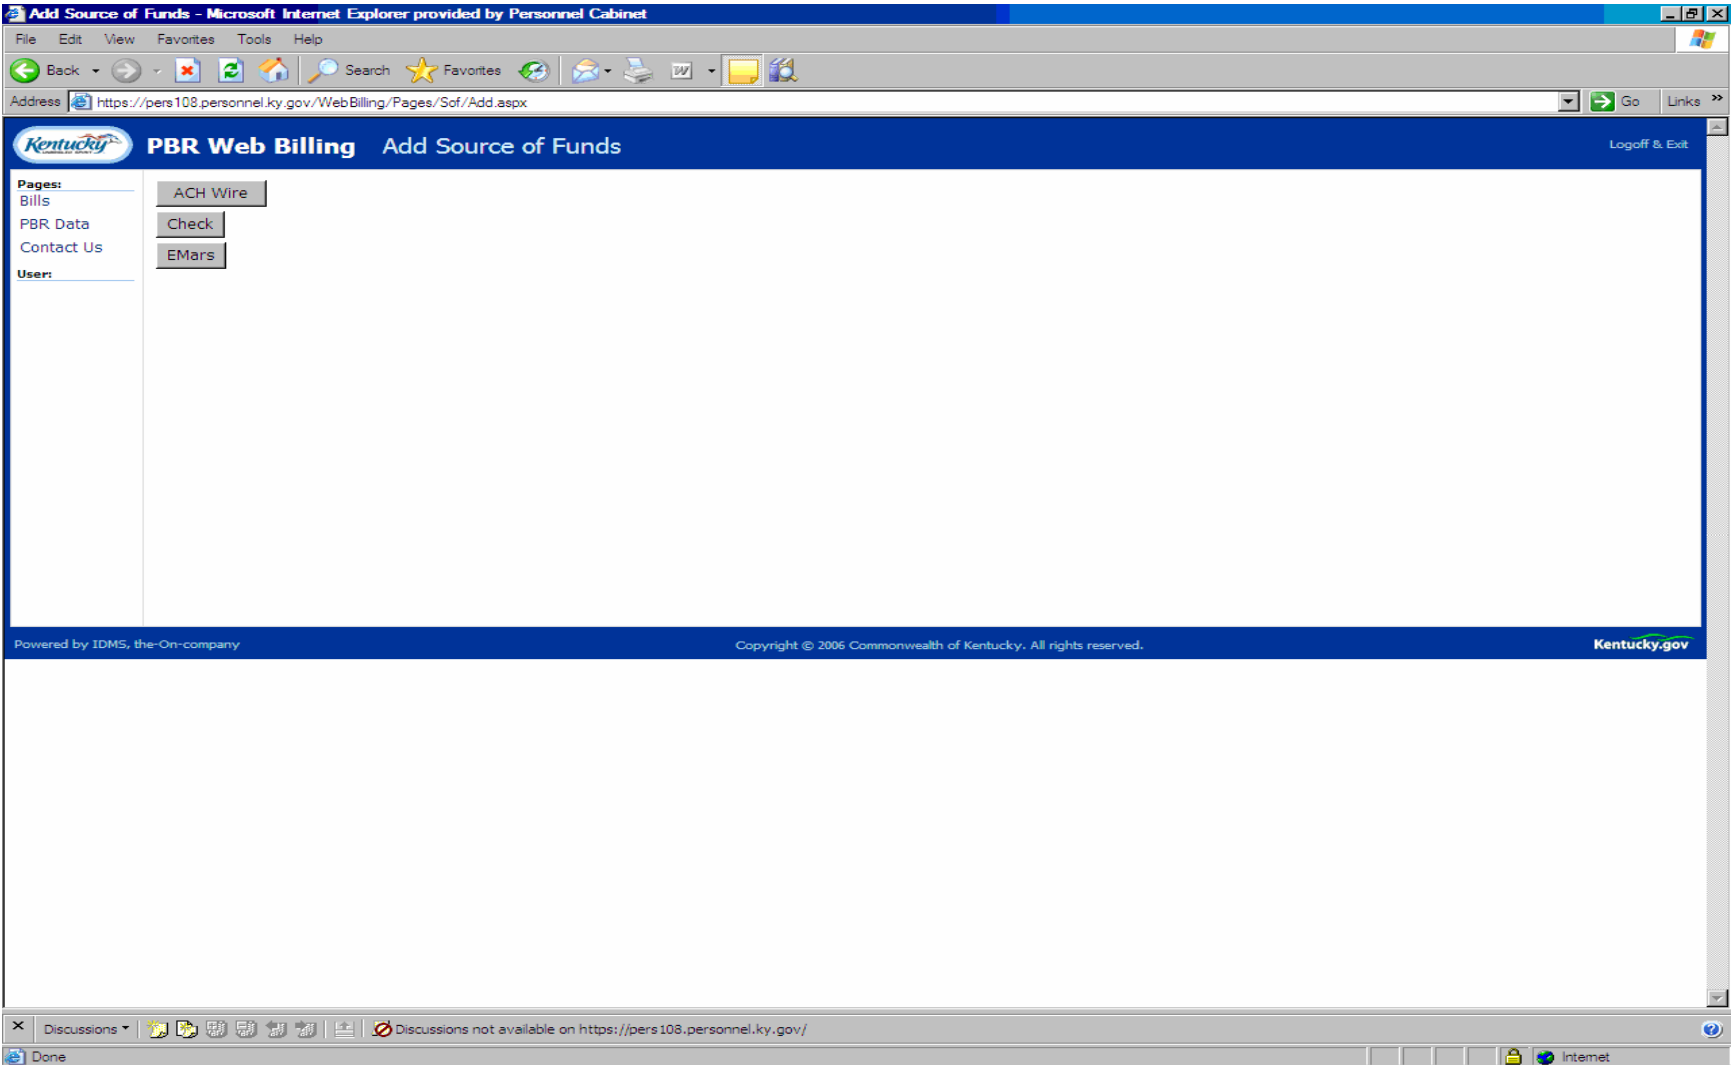 Add Source of Funds - Microsoft Internet Explorer provided by Personnel Cabinet
File Edit View Favorites Tools Help
Back Search Favorites
Address https://pers108.personnel.ky.gov/WebBilling/Pages/Sof/Add.aspx Go Links »
Kentucky PBR Web Billing Add Source of Funds Logoff & Exit
Pages:
Bills
PBR Data
Contact Us
User:
ACH Wire
Check
EMars
Powered by IDMS, the-On-company Copyright © 2006 Commonwealth of Kentucky. All rights reserved. Kentucky.gov
Discussions Discussions not available on https://pers108.personnel.ky.gov/
Done Internet